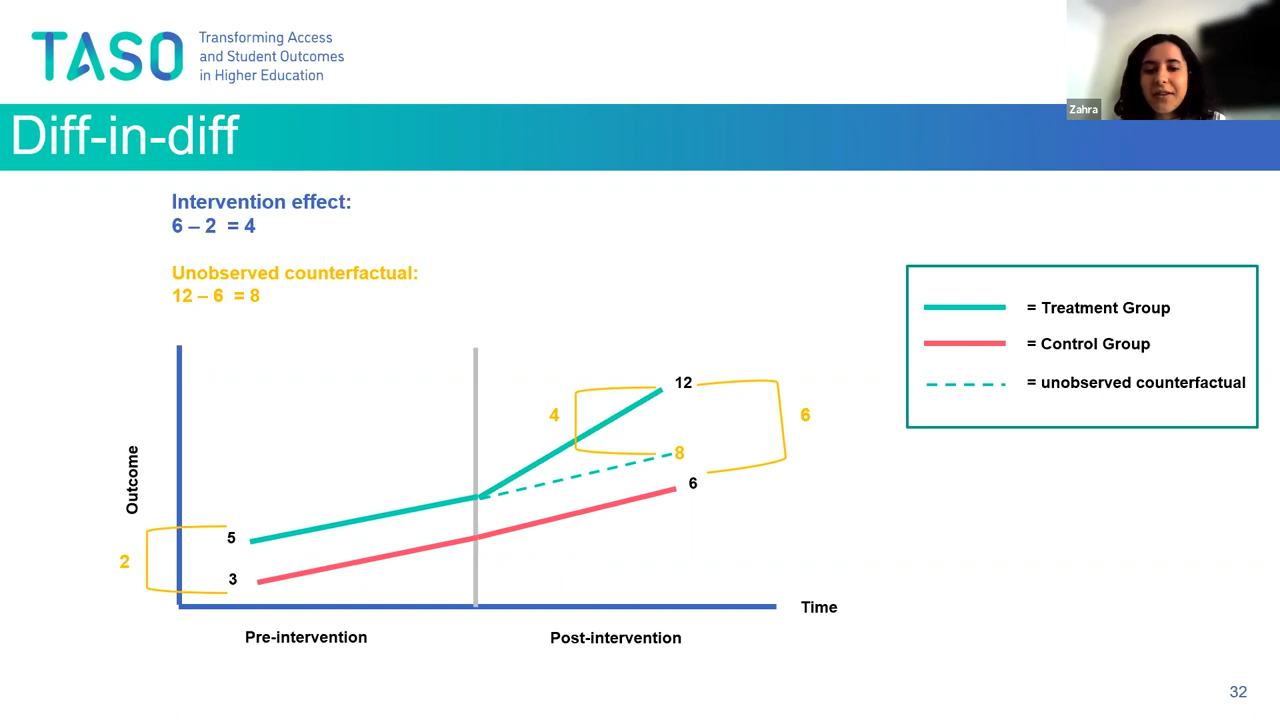 TASO
Transforming Access
and Student Outcomes
in Higher Education
Zahra
Diff-in-diff
Intervention effect:
6 – 2 = 4
Unobserved counterfactual:
12 – 6 = 8
= Treatment Group
= Control Group
= unobserved counterfactual
12
4
6
8
6
Outcome
5
2
3
Time
Pre-intervention
Post-intervention
32